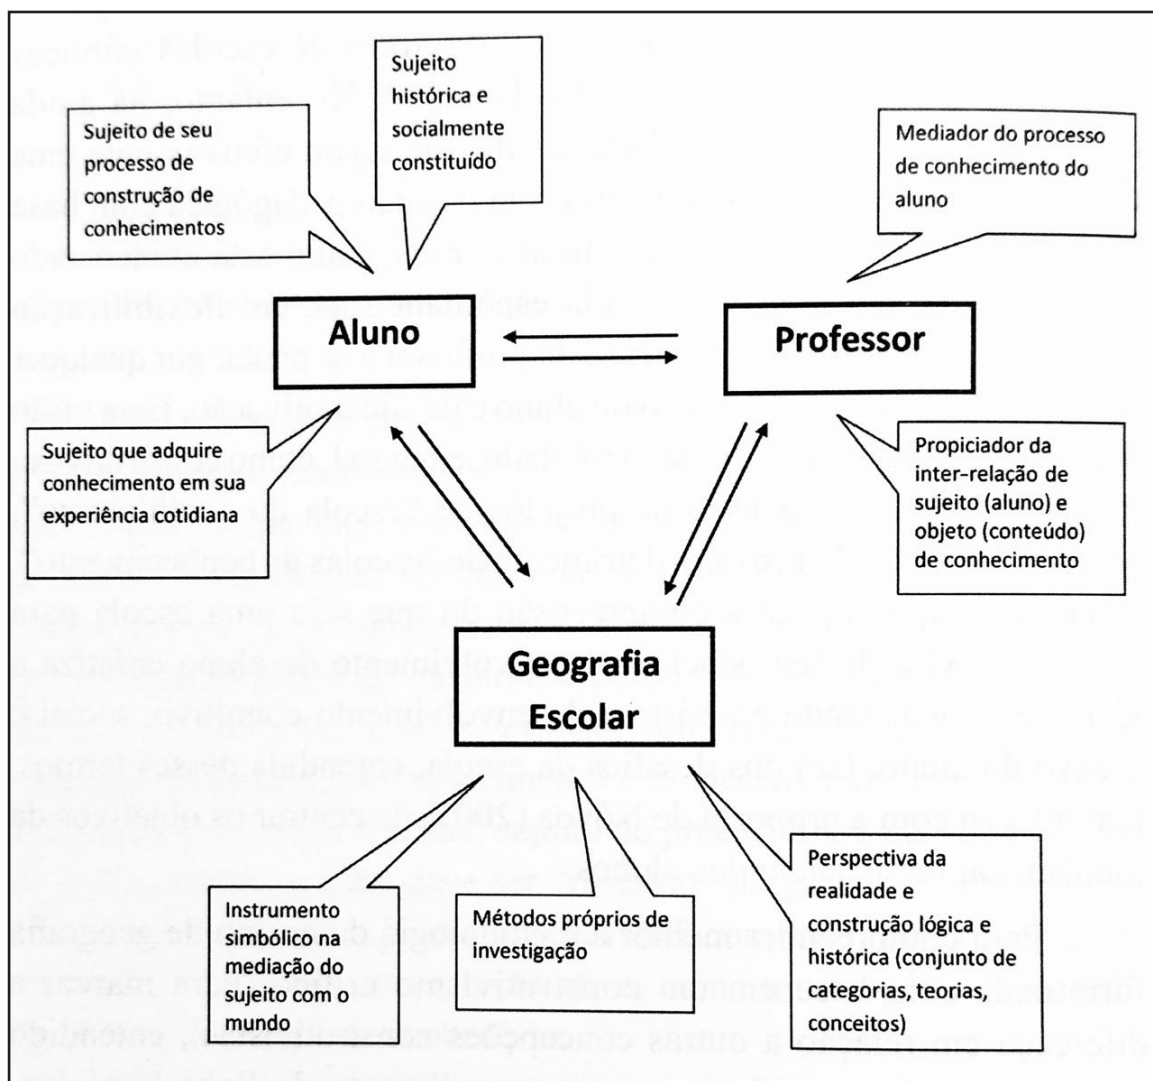 Sujeito
histórica e
socialmente
constituído
Sujeito de seu
processo de
construção de
conhecimentos
Mediador do processo
de conhecimento do
aluno
Aluno
Professor
Sujeito que adquire
conhecimento em sua
experiência cotidiana
Propiciador da
inter-relação de
sujeito (aluno) e
objeto (conteúdo)
de conhecimento
Geografia
Escolar
Instrumento
simbólico na
mediação do
sujeito com o
mundo
Métodos próprios de
investigação
Perspectiva da
realidade e
construção lógica e
histórica (conjunto de
categorias, teorias,
conceitos)